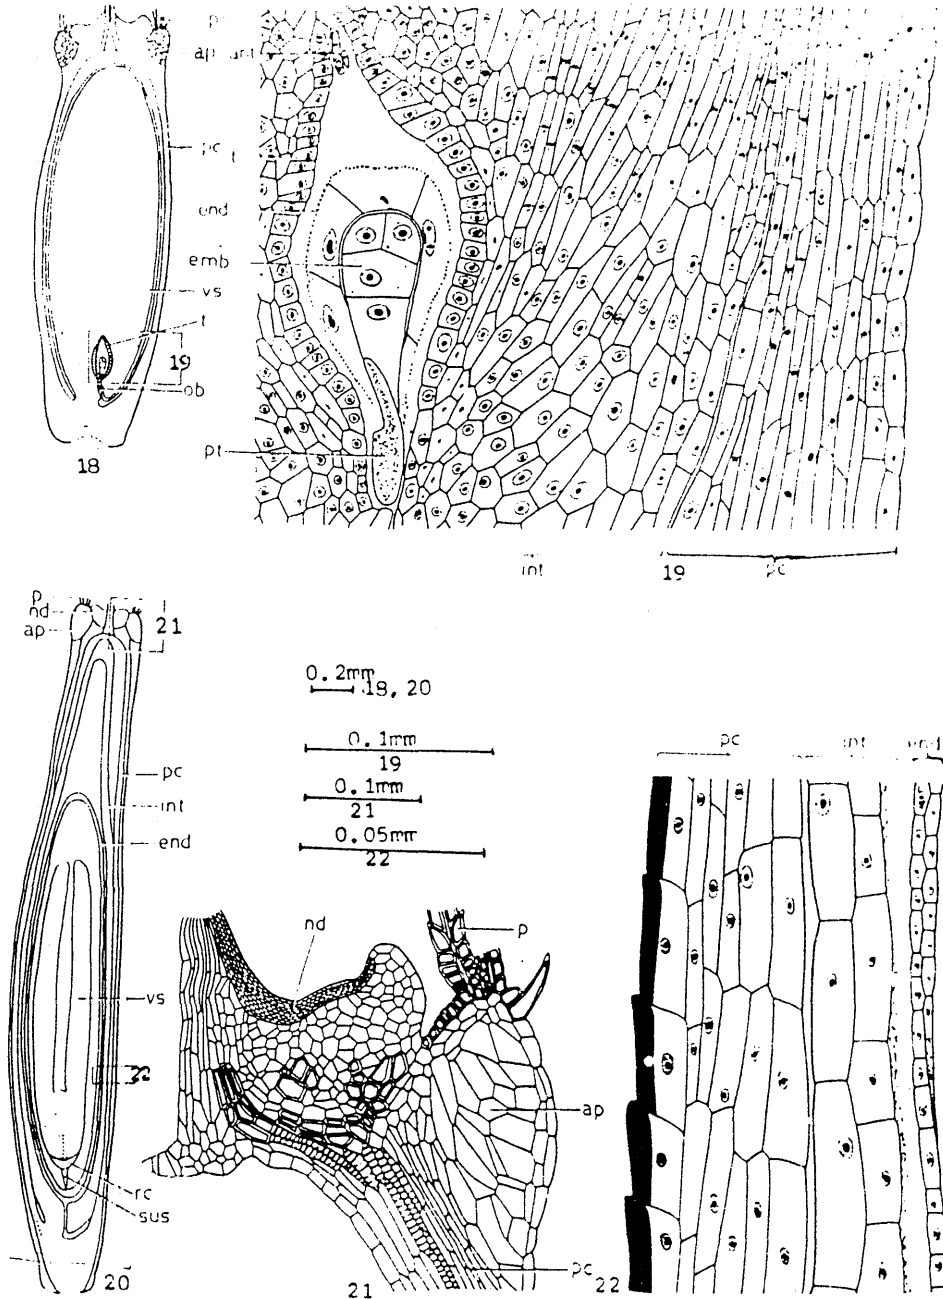 ap
pc
t
end
emb
vs
t
19
ob
pt
18
int
19
pc
p
nd
ap
21
0.2mm
18, 20
0.1mm
19
0.1mm
21
0.05mm
22
pc
int
end
pc
int
end
nd
p
vs
22
ap
rc
sus
pc
20
21
22